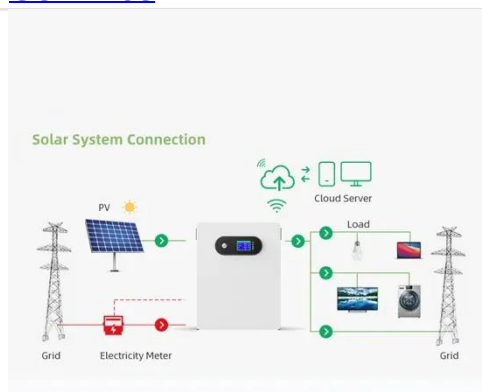 Solar System Connection
Cloud Server
PV
Load
Grid
Electricity Meter
Grid